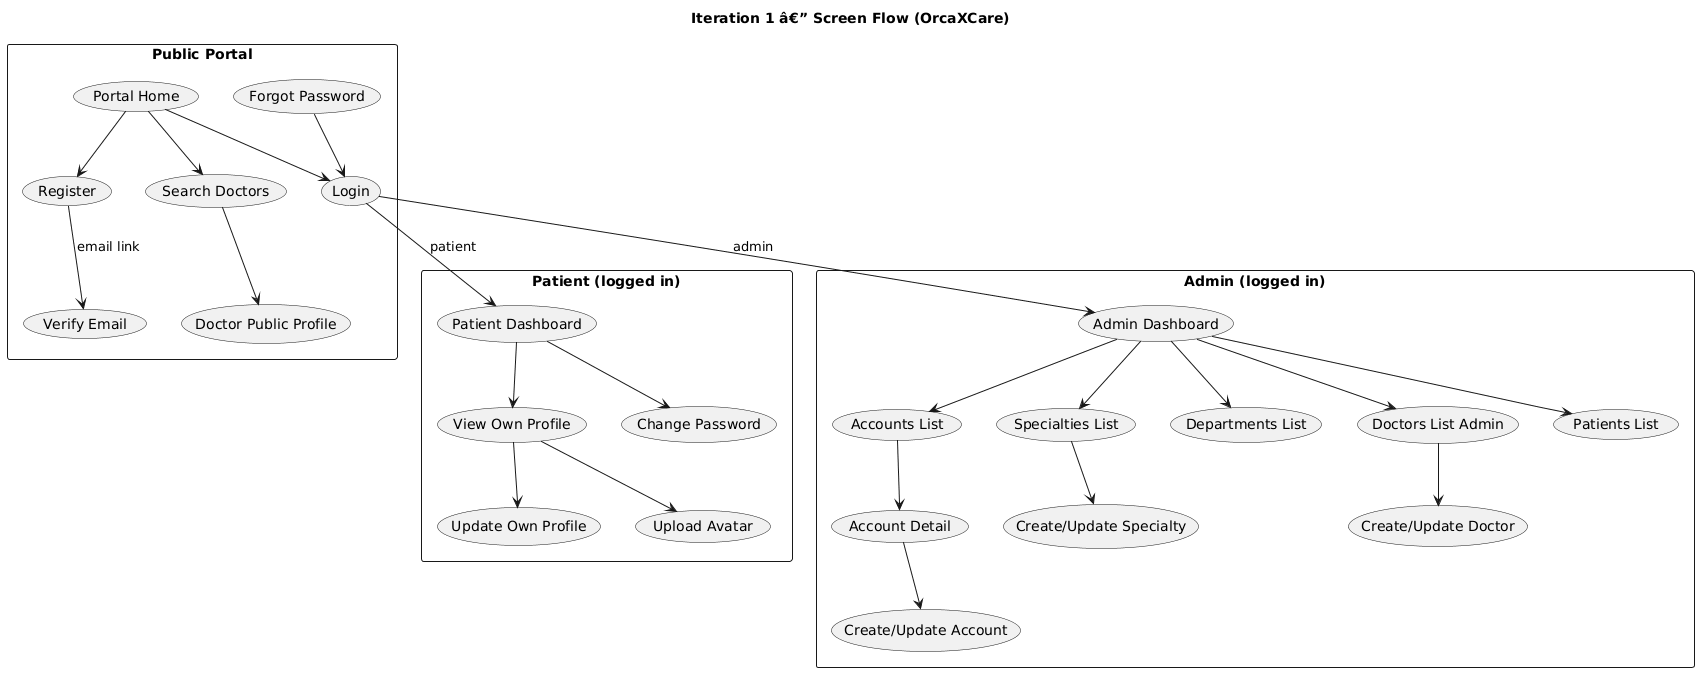 Iteration 1 â€” Screen Flow (OrcaXCare)
Public Portal
Portal Home
Forgot Password
Register
Search Doctors
Login
email link
patient
admin
Verify Email
Doctor Public Profile
Patient (logged in)
Patient Dashboard
View Own Profile
Change Password
Update Own Profile
Upload Avatar
Admin (logged in)
Admin Dashboard
Accounts List
Specialties List
Departments List
Doctors List Admin
Patients List
Account Detail
Create/Update Specialty
Create/Update Doctor
Create/Update Account